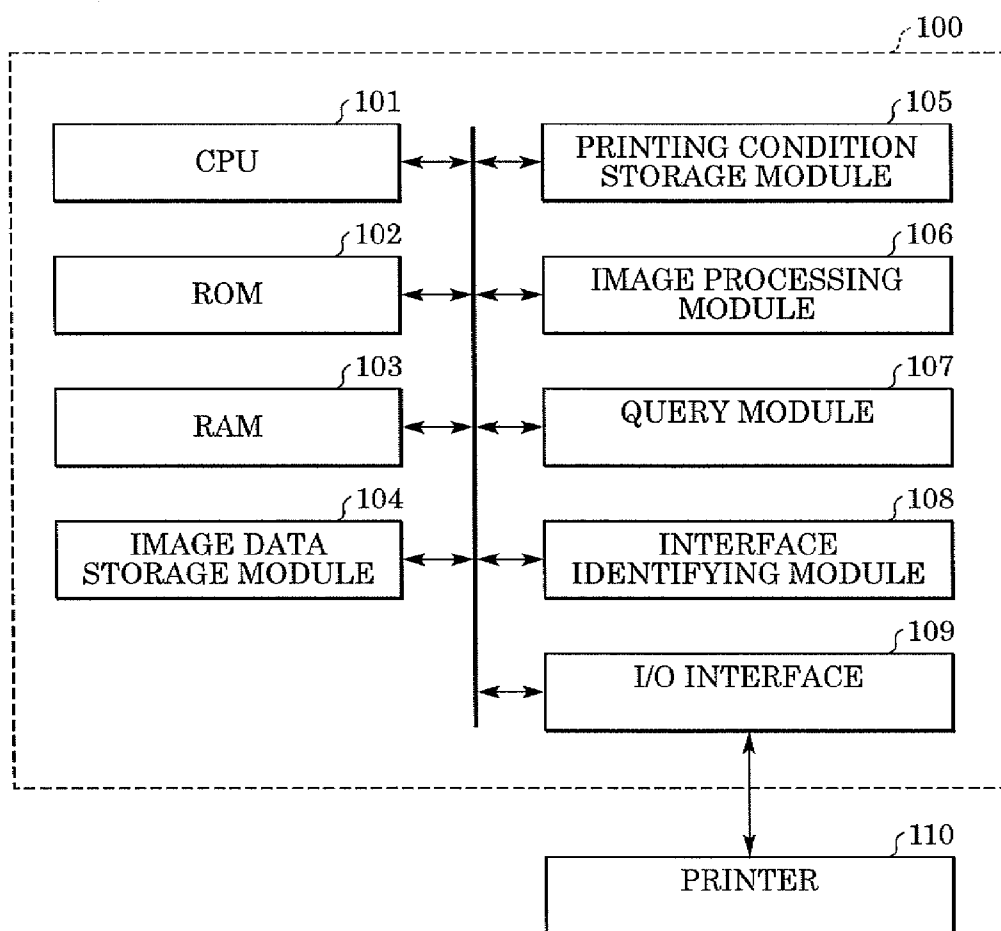 100
101
CPU
105
PRINTING CONDITION
STORAGE MODULE
102
ROM
106
IMAGE PROCESSING
MODULE
103
RAM
107
QUERY MODULE
104
IMAGE DATA
STORAGE MODULE
108
INTERFACE
IDENTIFYING MODULE
109
I/O INTERFACE
110
PRINTER